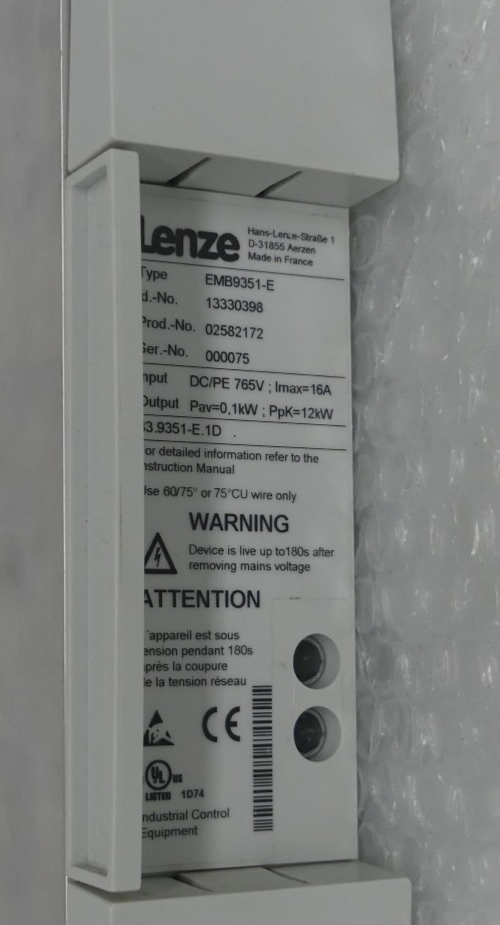 Lenze
Hans-Lenze-Straße 1
D-31855 Aerzen
Made in France
Type EMB9351-E
d.-No. 13330398
Prod.-No. 02582172
Ser.-No. 000075
nput DC/PE 765V ; Imax=16A
Output Pav=0,1kW ; PpK=12kW
33.9351-E.1D .
or detailed information refer to the
nstruction Manual
Use 60/75° or 75°CU wire only
WARNING
Device is live up to180s after
removing mains voltage
ATTENTION
'appareil est sous
ension pendant 180s
après la coupure
de la tension réseau
CE
UL US
LISTED 1D74
ndustrial Control
Equipment